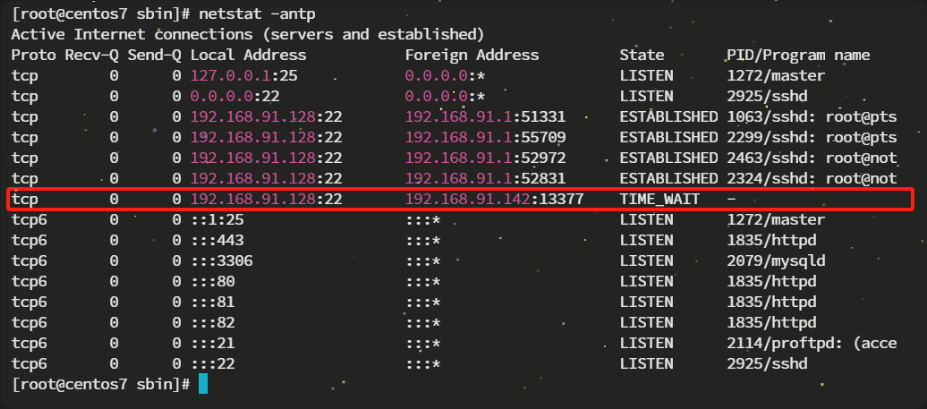 [root@centos7 sbin]# netstat -antp
Active Internet connections (servers and established)
Proto Recv-Q Send-Q Local Address           Foreign Address         State       PID/Program name
tcp        0      0 127.0.0.1:25            0.0.0.0:*               LISTEN      1272/master
tcp        0      0 0.0.0.0:22              0.0.0.0:*               LISTEN      2925/sshd
tcp        0      0 192.168.91.128:22       192.168.91.1:51331      ESTABLISHED 1063/sshd: root@pts
tcp        0      0 192.168.91.128:22       192.168.91.1:55709      ESTABLISHED 2299/sshd: root@pts
tcp        0      0 192.168.91.128:22       192.168.91.1:52972      ESTABLISHED 2463/sshd: root@not
tcp        0      0 192.168.91.128:22       192.168.91.1:52831      ESTABLISHED 2324/sshd: root@not
tcp        0      0 192.168.91.128:22       192.168.91.142:13377    TIME_WAIT   -
tcp6       0      0 ::1:25                  :::*                    LISTEN      1272/master
tcp6       0      0 :::443                  :::*                    LISTEN      1835/httpd
tcp6       0      0 :::3306                 :::*                    LISTEN      2079/mysqld
tcp6       0      0 :::80                   :::*                    LISTEN      1835/httpd
tcp6       0      0 :::81                   :::*                    LISTEN      1835/httpd
tcp6       0      0 :::82                   :::*                    LISTEN      1835/httpd
tcp6       0      0 :::21                   :::*                    LISTEN      2114/proftpd: (acce
tcp6       0      0 :::22                   :::*                    LISTEN      2925/sshd
[root@centos7 sbin]#